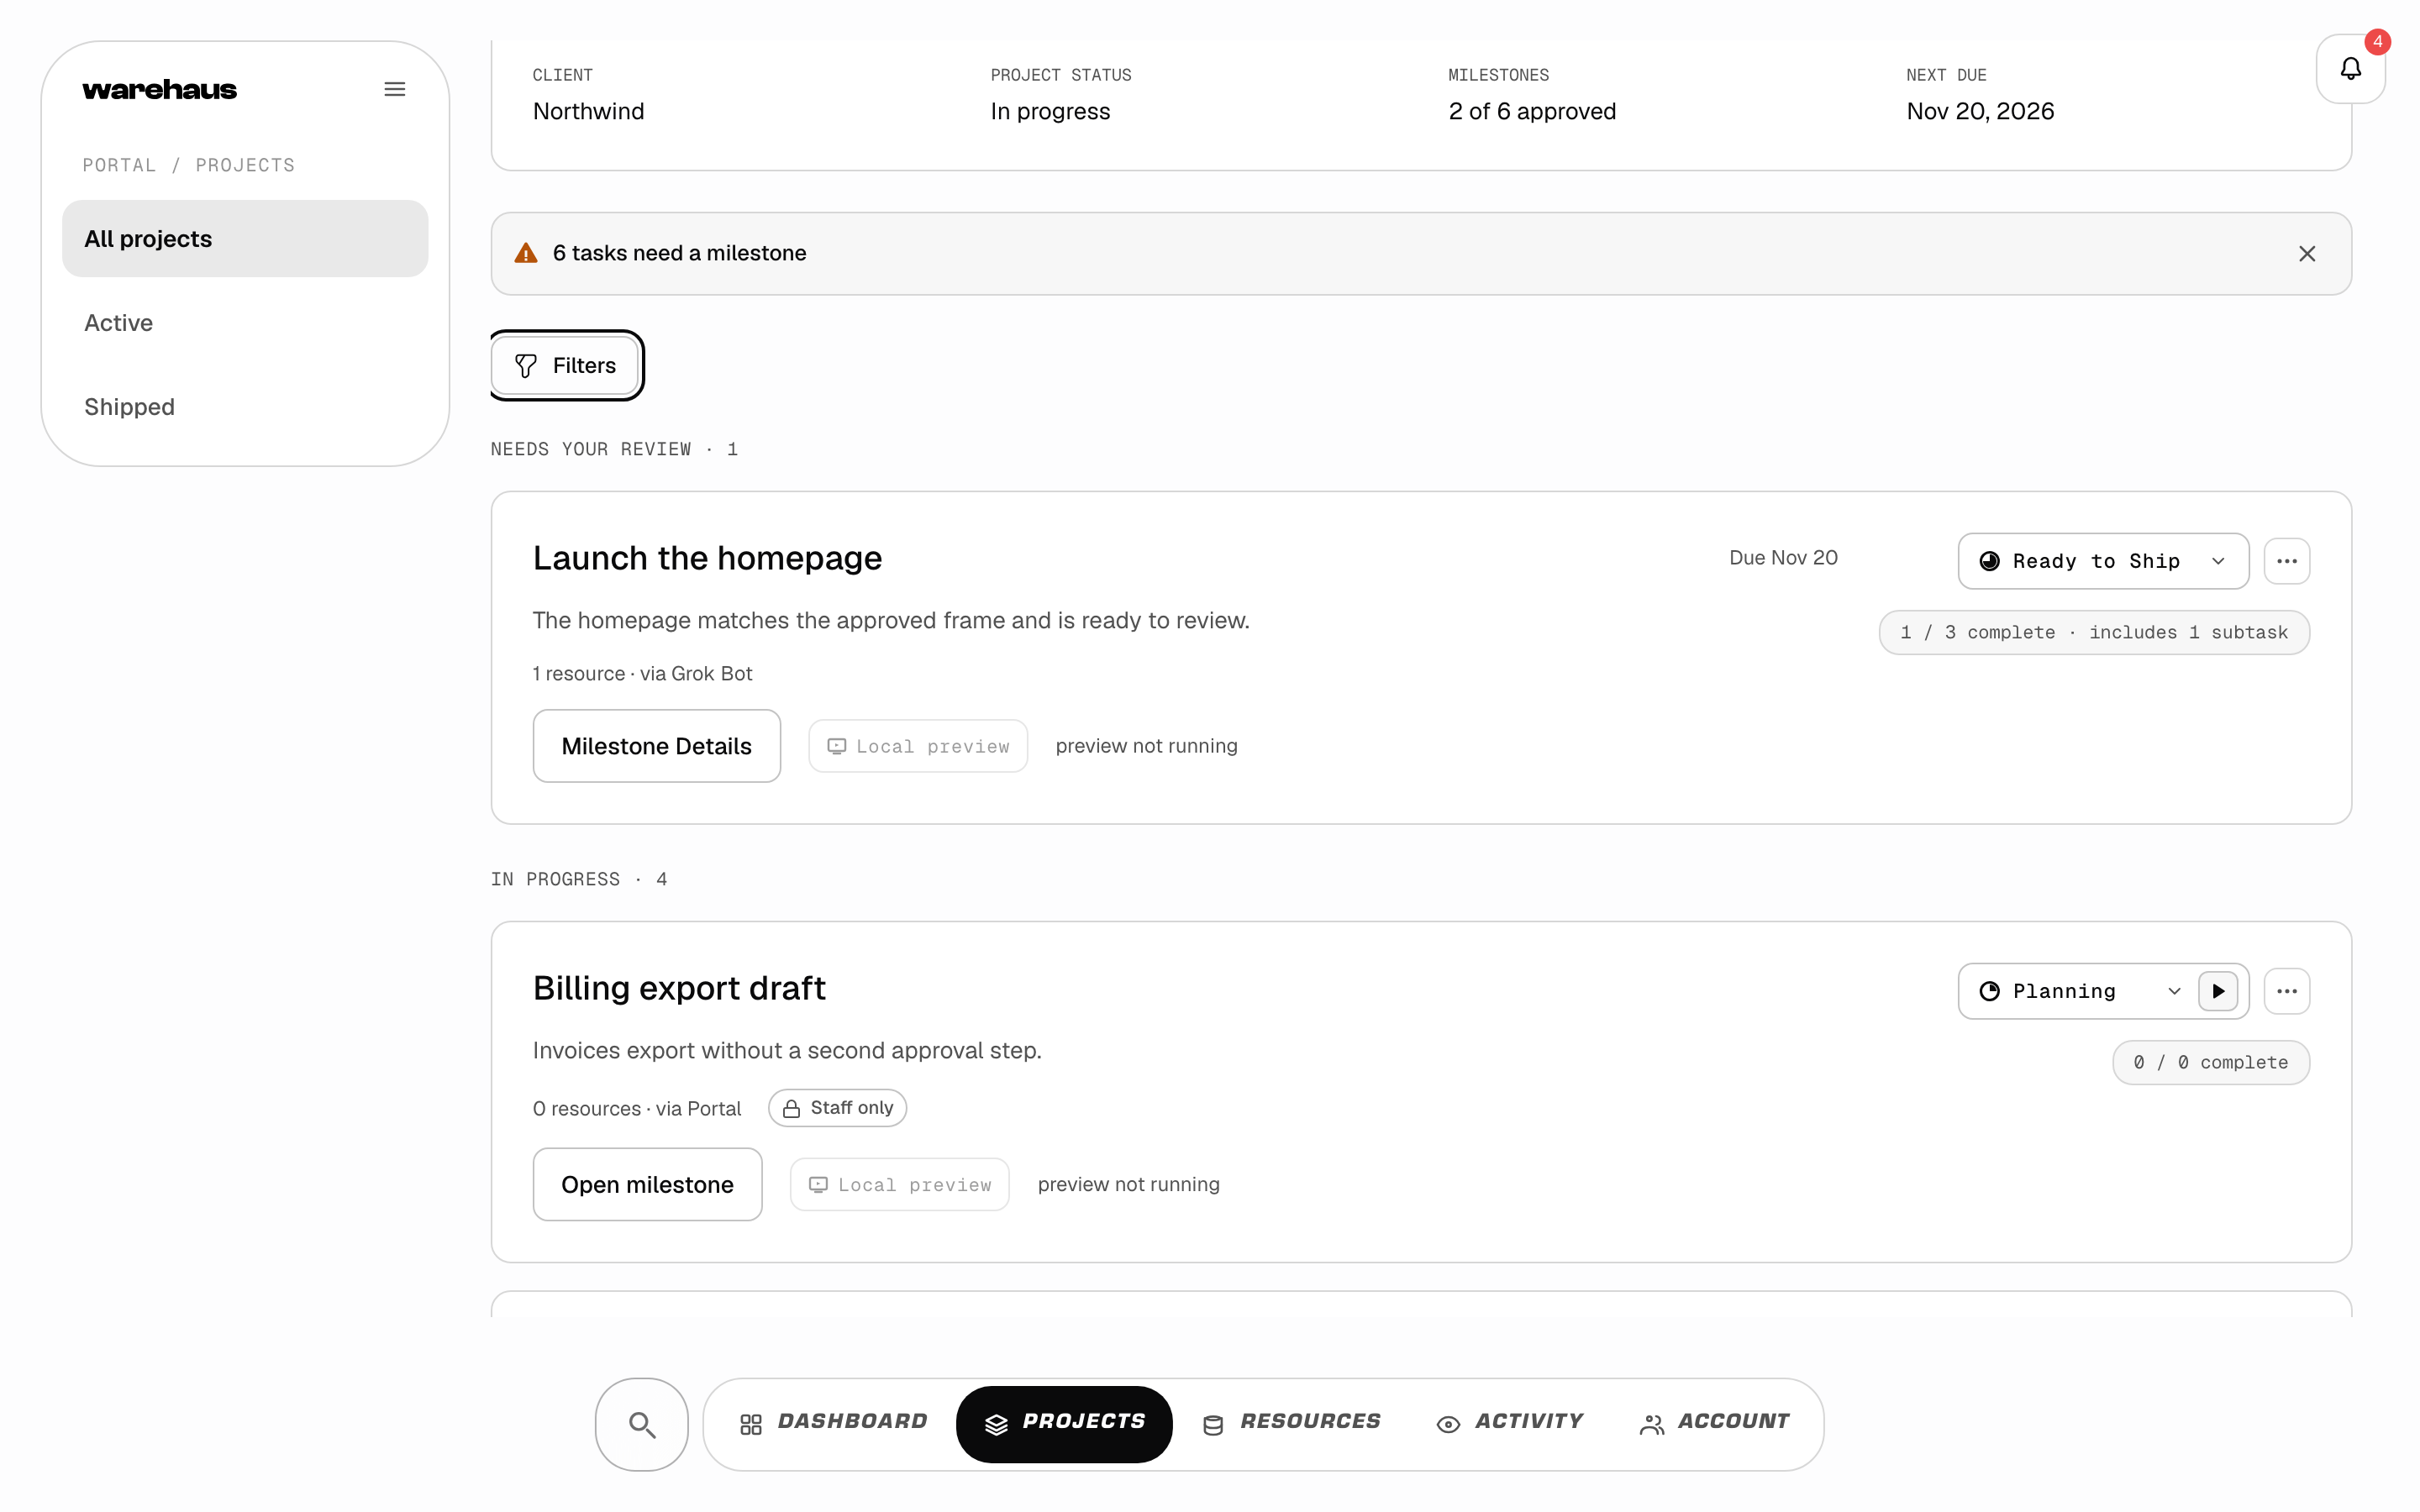 warehaus
PORTAL / PROJECTS
All projects
Active
Shipped
4
CLIENT
Northwind
PROJECT STATUS
In progress
MILESTONES
2 of 6 approved
NEXT DUE
Nov 20, 2026
6 tasks need a milestone
Filters
NEEDS YOUR REVIEW · 1
Launch the homepage
Due Nov 20
Ready to Ship
The homepage matches the approved frame and is ready to review.
1 / 3 complete · includes 1 subtask
1 resource · via Grok Bot
Milestone Details
Local preview
preview not running
IN PROGRESS · 4
Billing export draft
Planning
Invoices export without a second approval step.
0 / 0 complete
0 resources · via Portal
Staff only
Open milestone
Local preview
preview not running
DASHBOARD
PROJECTS
RESOURCES
ACTIVITY
ACCOUNT